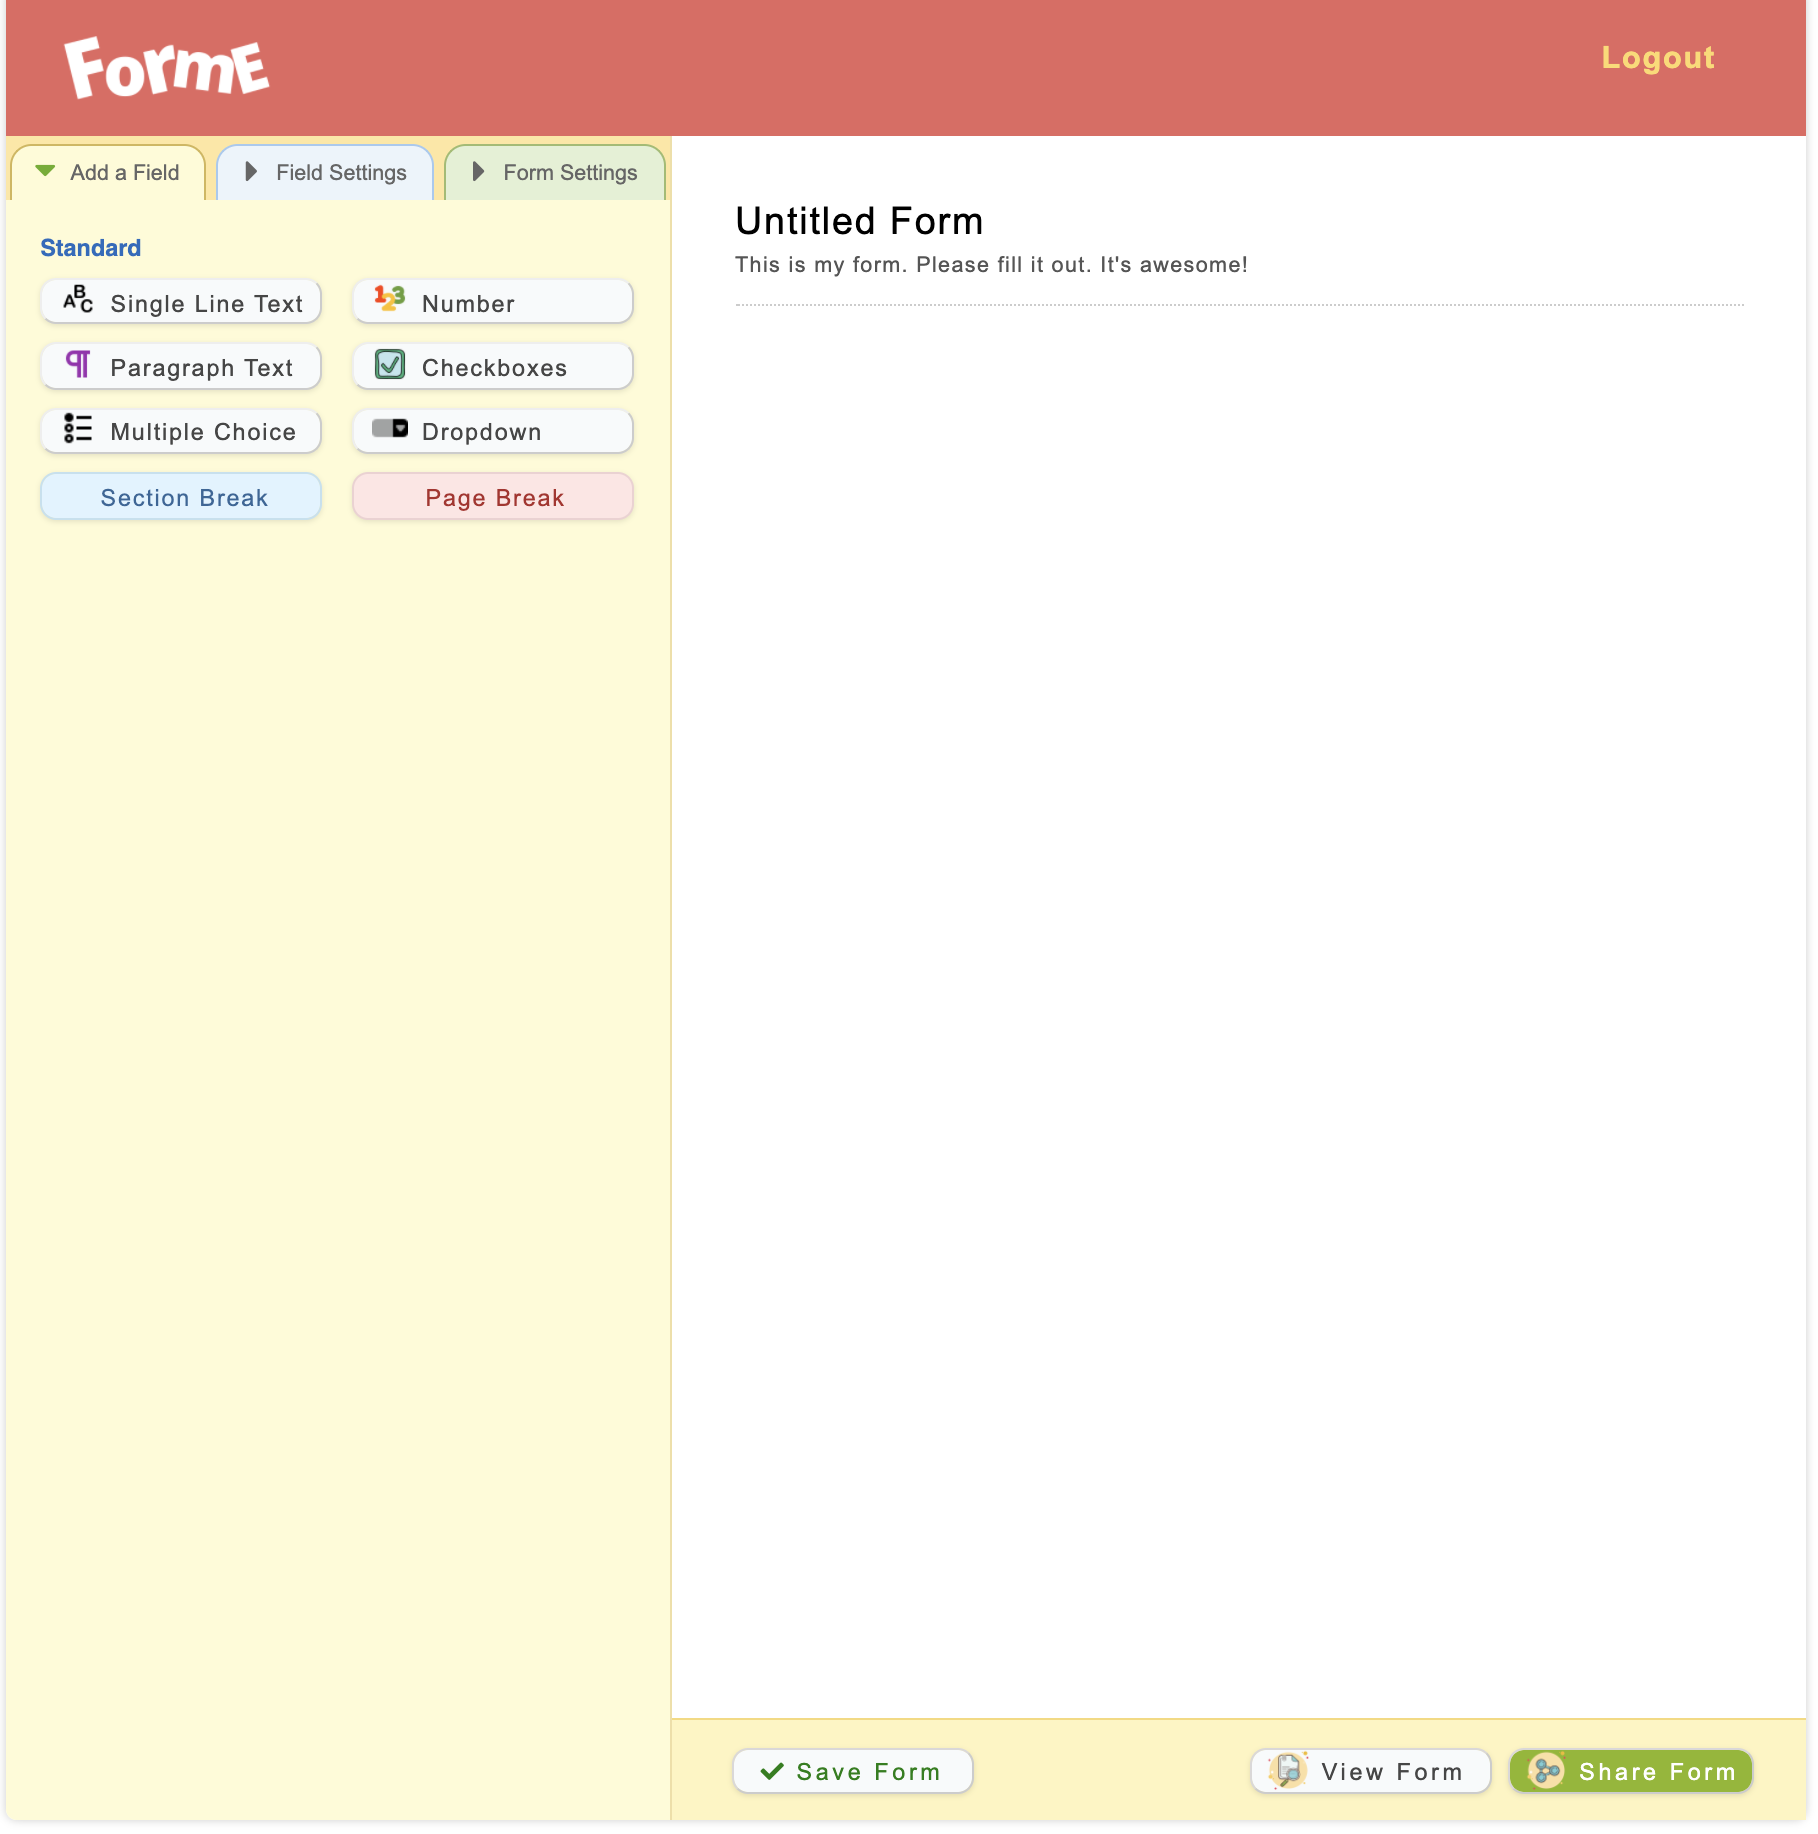 FormE
Logout
Add a Field
Field Settings
Form Settings
Standard
ABC Single Line Text
123 Number
Paragraph Text
Checkboxes
Multiple Choice
Dropdown
Section Break
Page Break
Untitled Form
This is my form. Please fill it out. It's awesome!
Save Form
View Form
Share Form